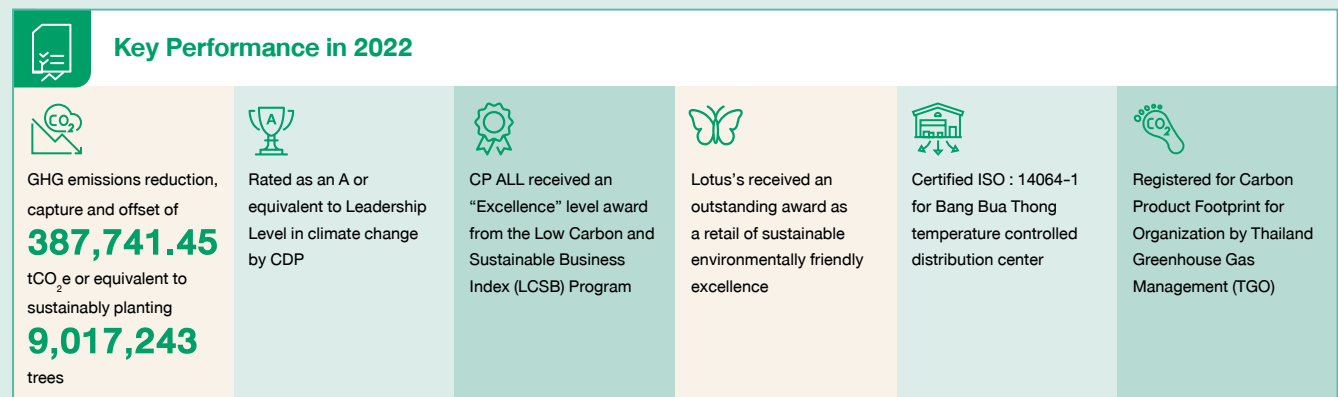 Key Performance in 2022
CO2
GHG emissions reduction,
capture and offset of
387,741.45
tCO2e or equivalent to
sustainably planting
9,017,243
trees
A
Rated as an A or
equivalent to Leadership
Level in climate change
by CDP
CP ALL received an
“Excellence” level award
from the Low Carbon and
Sustainable Business
Index (LCSB) Program
Lotus's received an
outstanding award as
a retail of sustainable
environmentally friendly
excellence
Certified ISO : 14064-1
for Bang Bua Thong
temperature controlled
distribution center
CO2
Registered for Carbon
Product Footprint for
Organization by Thailand
Greenhouse Gas
Management (TGO)